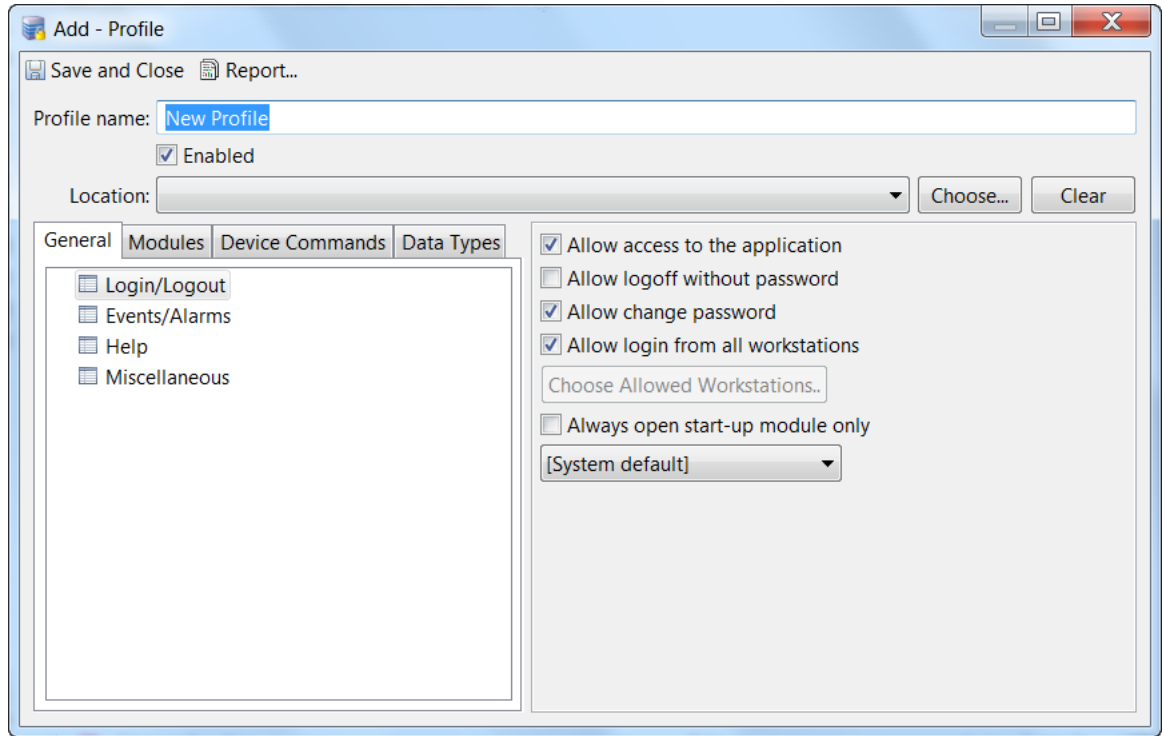 Add - Profile
Save and Close Report...
Profile name: New Profile
Enabled
Location: Choose... Clear
General Modules Device Commands Data Types
Login/Logout
Events/Alarms
Help
Miscellaneous
Allow access to the application
Allow logoff without password
Allow change password
Allow login from all workstations
Choose Allowed Workstations..
Always open start-up module only
[System default]